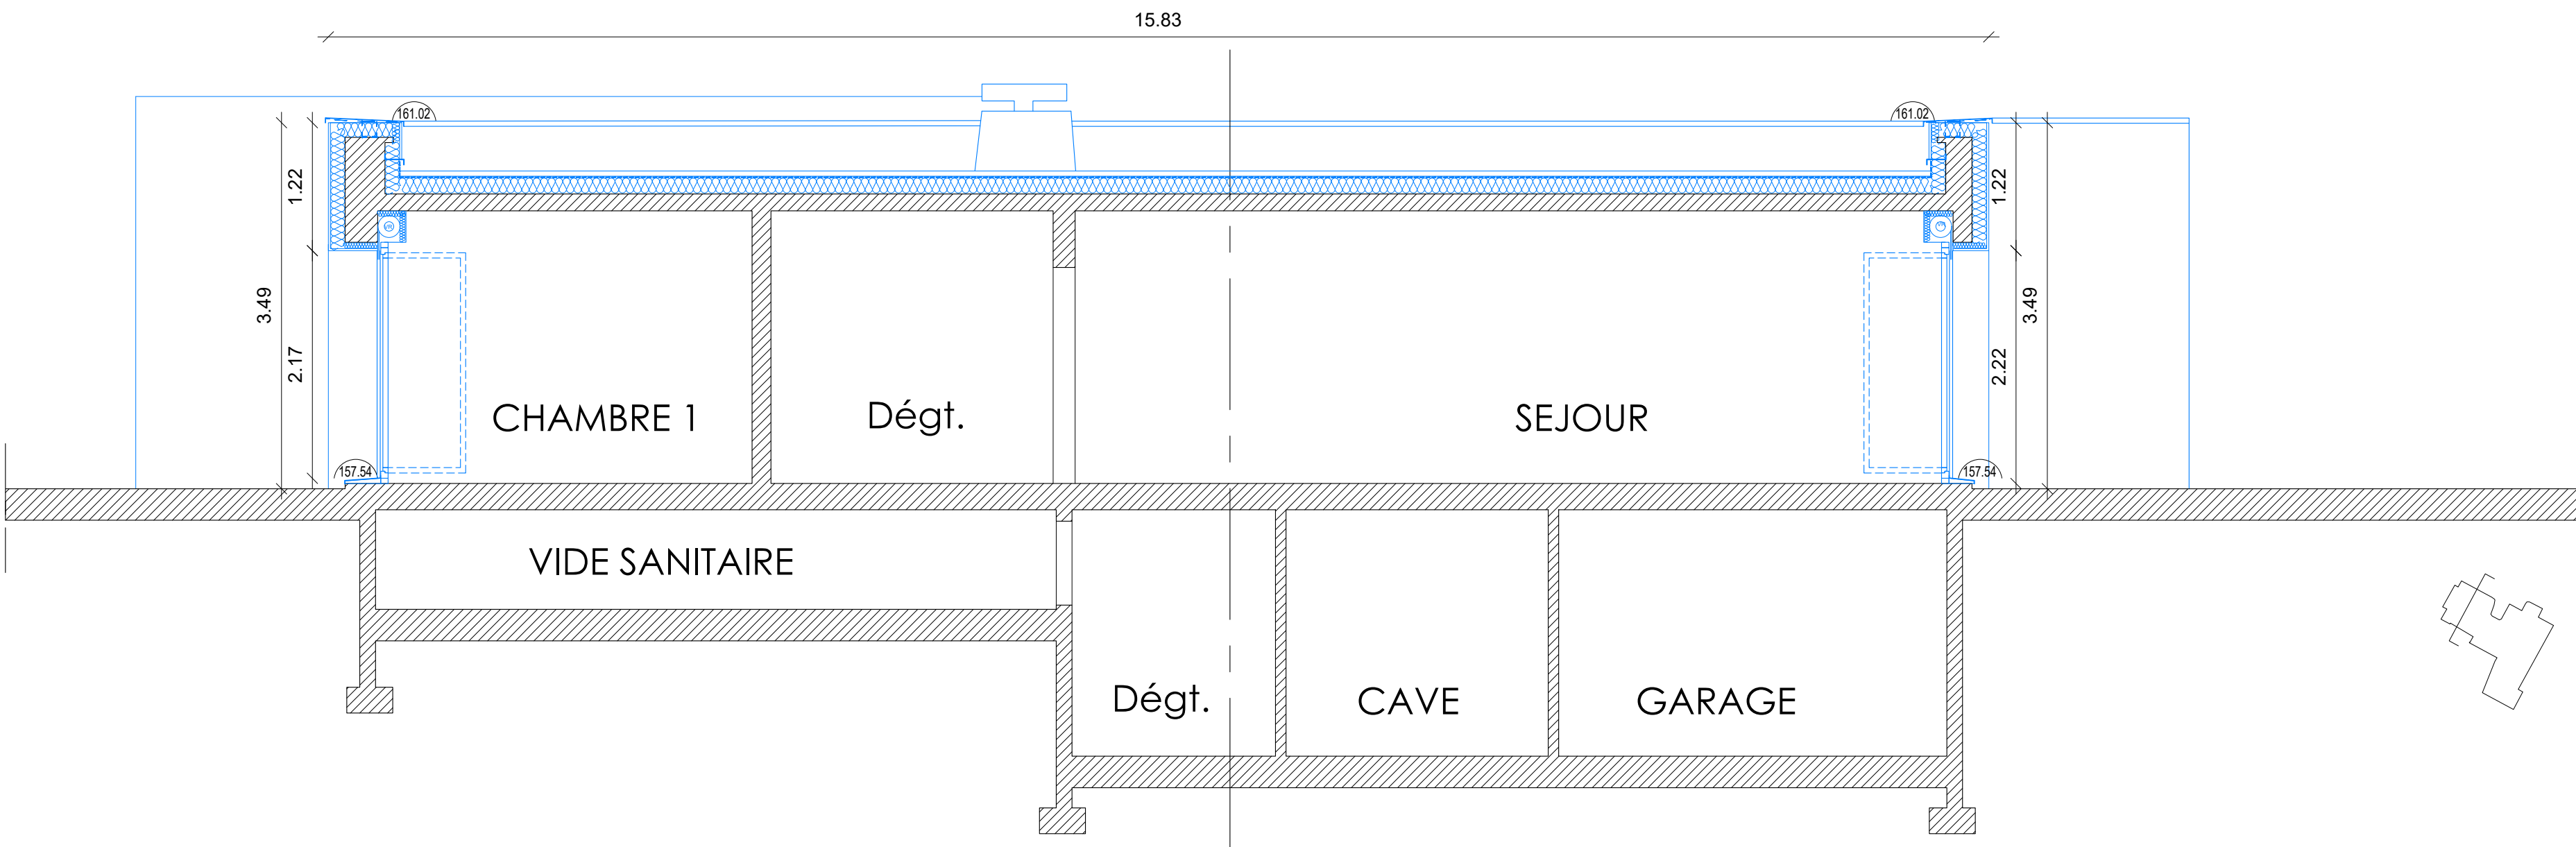 15.83
161.02
161.02
1.22
1.22
3.49
3.49
2.17
2.22
CHAMBRE 1
Dégt.
SEJOUR
157.54
157.54
VIDE SANITAIRE
Dégt.
CAVE
GARAGE